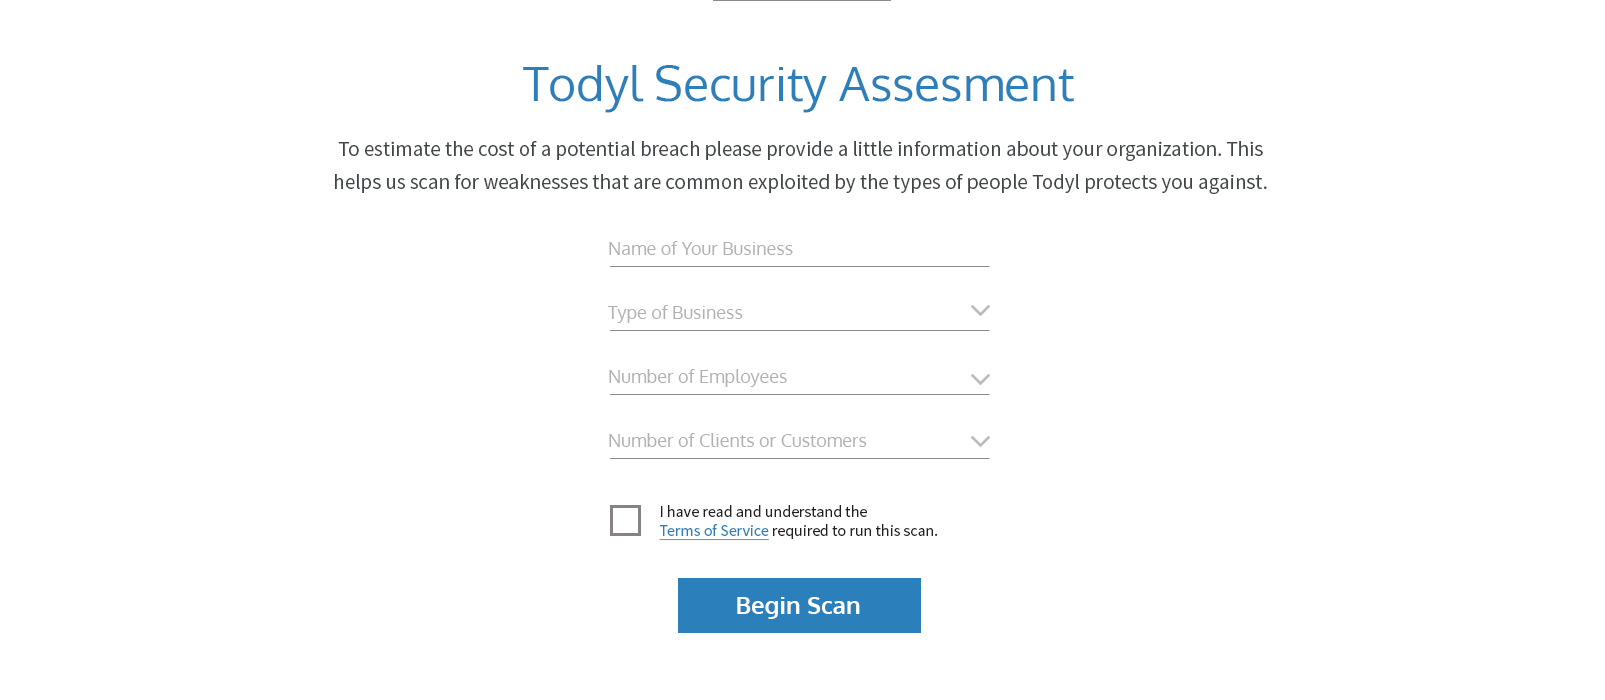 Todyl Security Assesment
To estimate the cost of a potential breach please provide a little information about your organization. This
helps us scan for weaknesses that are common exploited by the types of people Todyl protects you against.
Name of Your Business
Type of Business
Number of Employees
Number of Clients or Customers
I have read and understand the
Terms of Service required to run this scan.
Begin Scan